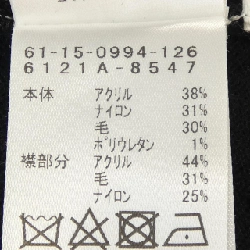 61-15-0994-126
6121A-8547
本体 アクリル 38%
ナイロン 31%
毛 30%
ポリウレタン 1%
襟部分 アクリル 44%
毛 31%
ナイロン 25%